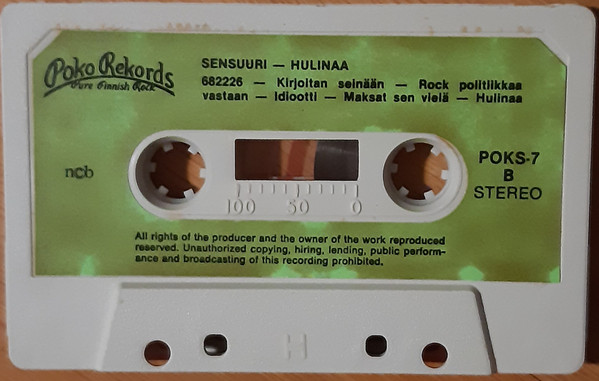 Poko Rekords
Pure Finnish Rock
SENSUURI — HULINAA
682226 — Kirjoitan seinään — Rock politiikkaa
vastaan — Idiootti — Maksat sen vielä — Hulinaa
ncb
POKS-7
B
STEREO
100 50 0
All rights of the producer and the owner of the work reproduced
reserved. Unauthorized copying, hiring, lending, public perform-
ance and broadcasting of this recording prohibited.
H